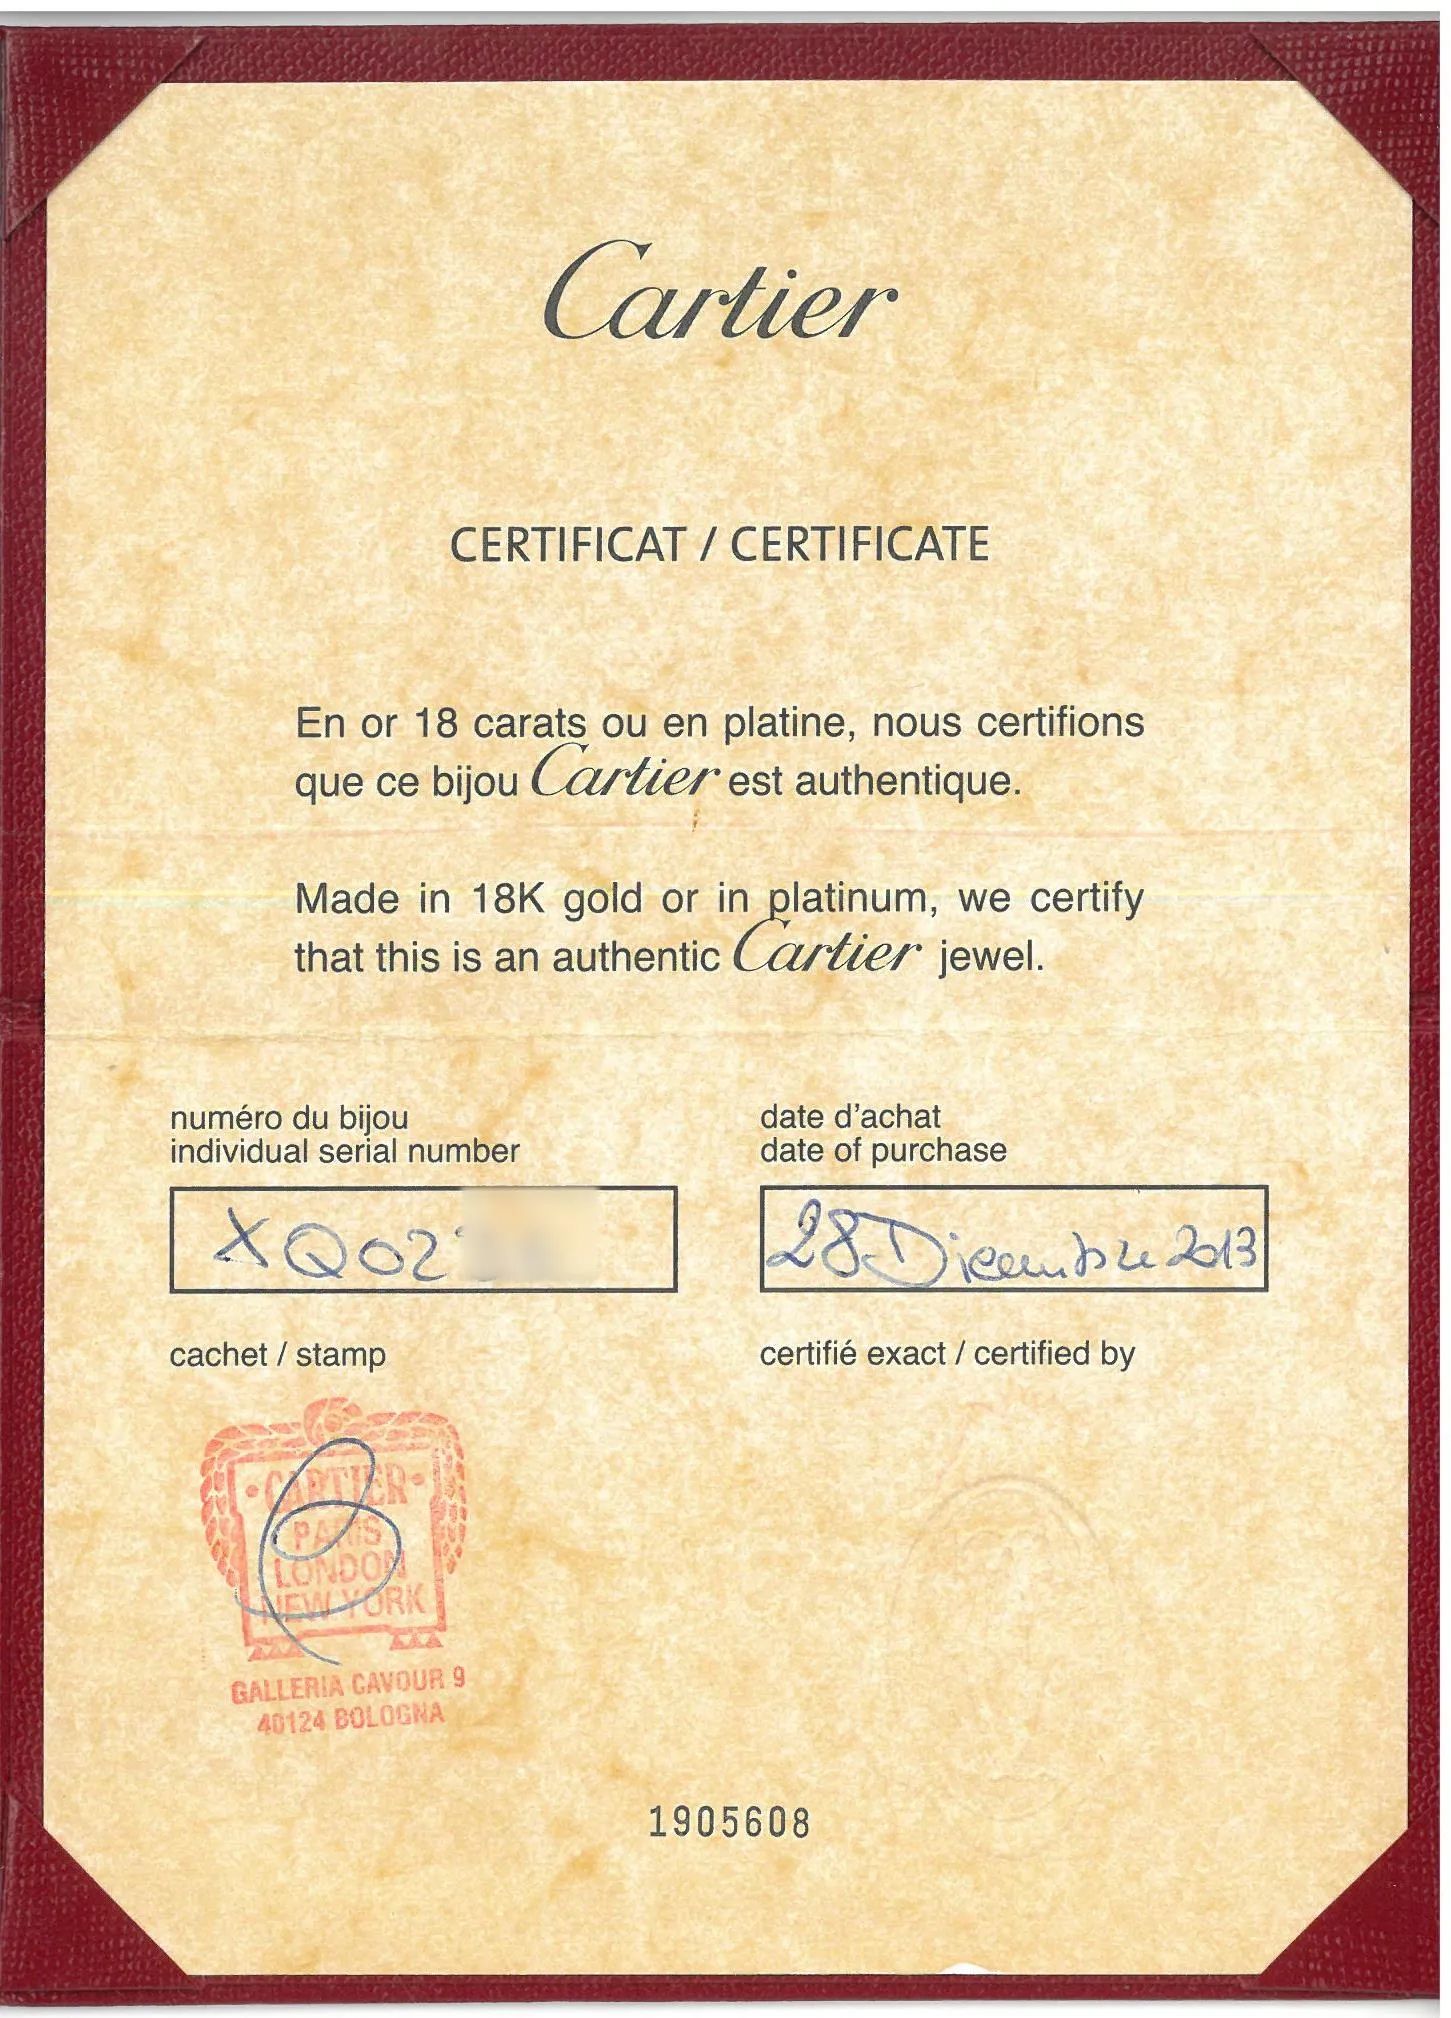 Cartier
CERTIFICAT / CERTIFICATE
En or 18 carats ou en platine, nous certifions
que ce bijou Cartier est authentique.
Made in 18K gold or in platinum, we certify
that this is an authentic Cartier jewel.
numéro du bijou
individual serial number
XQ02
date d'achat
date of purchase
28 Dicembre 2013
cachet / stamp
certifié exact / certified by
·CARTIER·
PARIS
LONDON
NEW YORK
GALLERIA CAVOUR 9
40124 BOLOGNA
1905608